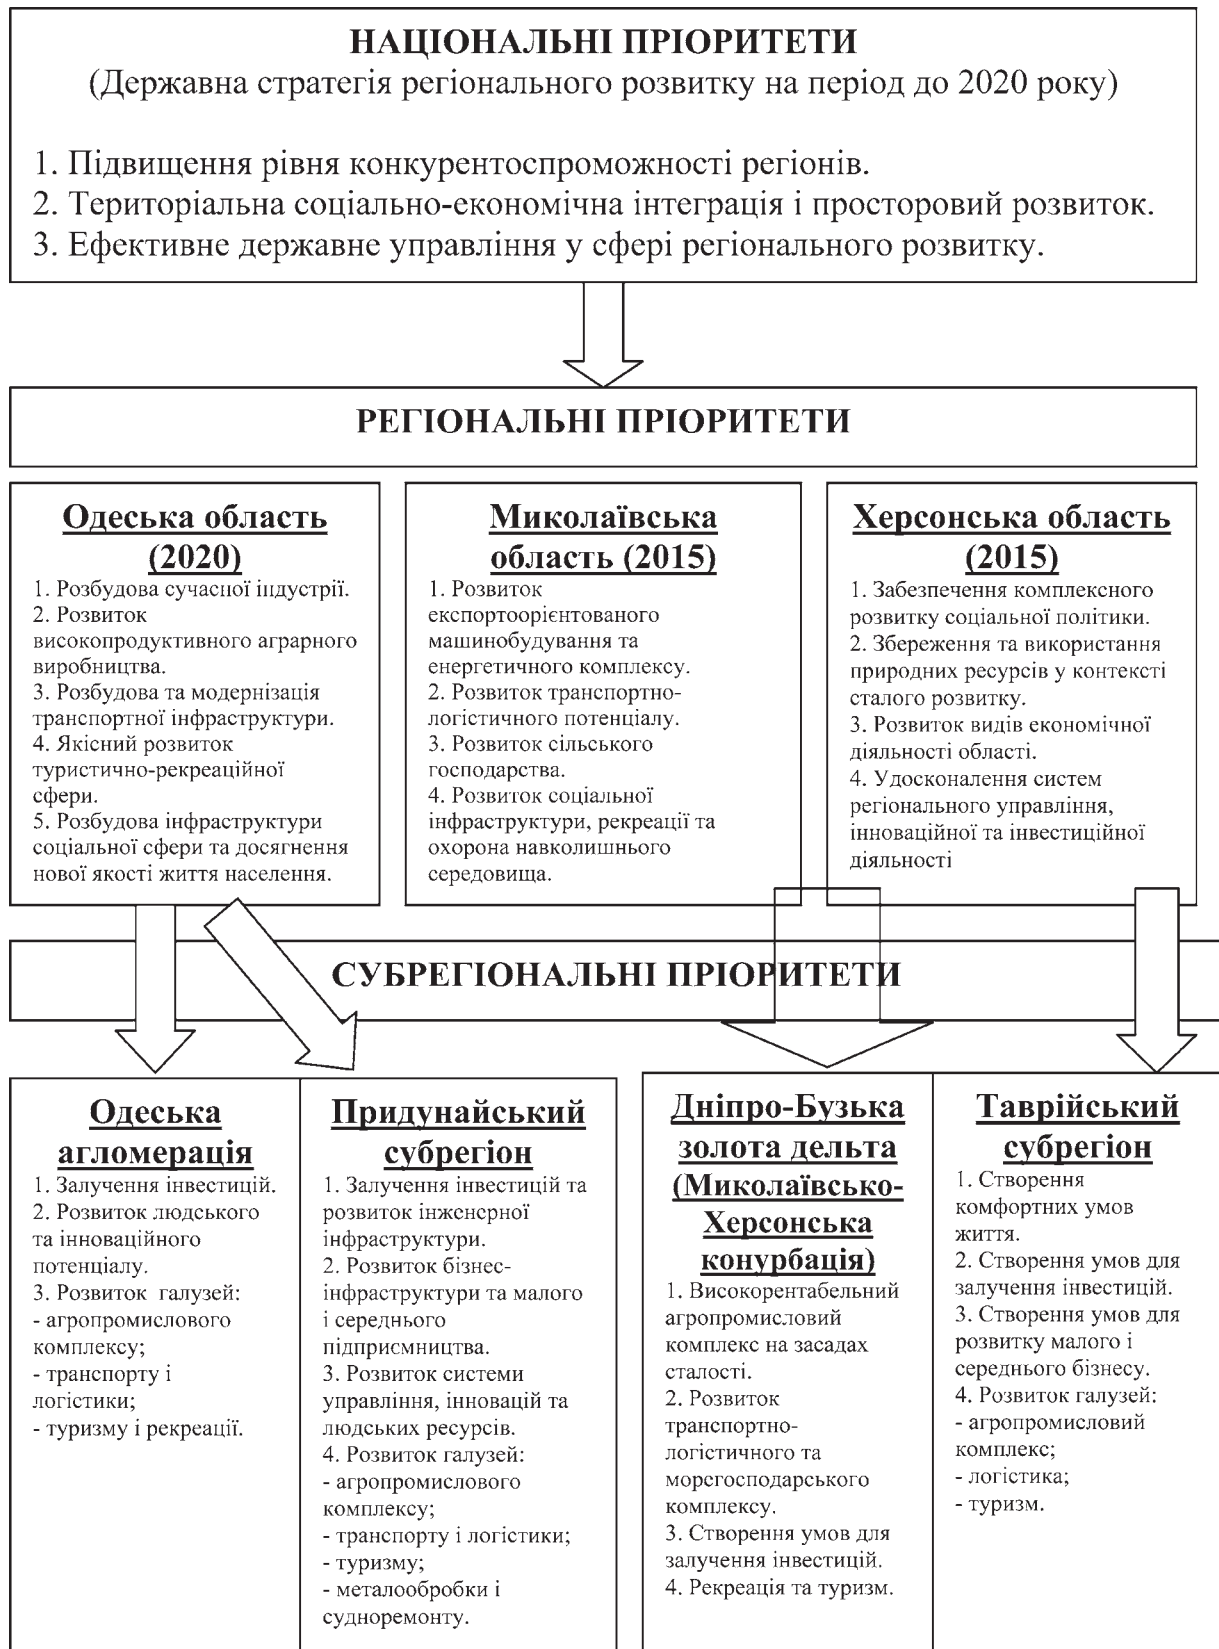 НАЦІОНАЛЬНІ ПРІОРИТЕТИ
(Державна стратегія регіонального розвитку на період до 2020 року)
1. Підвищення рівня конкурентоспроможності регіонів.
2. Територіальна соціально-економічна інтеграція і просторовий розвиток.
3. Ефективне державне управління у сфері регіонального розвитку.
РЕГІОНАЛЬНІ ПРІОРИТЕТИ
Одеська область
(2020)
1. Розбудова сучасної індустрії.
2. Розвиток
високопродуктивного аграрного
виробництва.
3. Розбудова та модернізація
транспортної інфраструктури.
4. Якісний розвиток
туристично-рекреаційної
сфери.
5. Розбудова інфраструктури
соціальної сфери та досягнення
нової якості життя населення.
Миколаївська
область (2015)
1. Розвиток
експортоорієнтованого
машинобудування та
енергетичного комплексу.
2. Розвиток транспортно-
логістичного потенціалу.
3. Розвиток сільського
господарства.
4. Розвиток соціальної
інфраструктури, рекреації та
охорона навколишнього
середовища.
Херсонська область
(2015)
1. Забезпечення комплексного
розвитку соціальної політики.
2. Збереження та використання
природних ресурсів у контексті
сталого розвитку.
3. Розвиток видів економічної
діяльності області.
4. Удосконалення систем
регіонального управління,
інноваційної та інвестиційної
діяльності
СУБРЕГІОНАЛЬНІ ПРІОРИТЕТИ
Одеська
агломерація
1. Залучення інвестицій.
2. Розвиток людського
та інноваційного
потенціалу.
3. Розвиток галузей:
- агропромислового
комплексу;
- транспорту і
логістики;
- туризму і рекреації.
Придунайський
субрегіон
1. Залучення інвестицій та
розвиток інженерної
інфраструктури.
2. Розвиток бізнес-
інфраструктури та малого
і середнього
підприємництва.
3. Розвиток системи
управління, інновацій та
людських ресурсів.
4. Розвиток галузей:
- агропромислового
комплексу;
- транспорту і логістики;
- туризму;
- металообробки і
судноремонту.
Дніпро-Бузька
золота дельта
(Миколаївсько-
Херсонська
конурбація)
1. Високорентабельний
агропромисловий
комплекс на засадах
сталості.
2. Розвиток
транспортно-
логістичного та
морегосподарського
комплексу.
3. Створення умов для
залучення інвестицій.
4. Рекреація та туризм.
Таврійський
субрегіон
1. Створення
комфортних умов
життя.
2. Створення умов для
залучення інвестицій.
3. Створення умов для
розвитку малого і
середнього бізнесу.
4. Розвиток галузей:
- агропромисловий
комплекс;
- логістика;
- туризм.